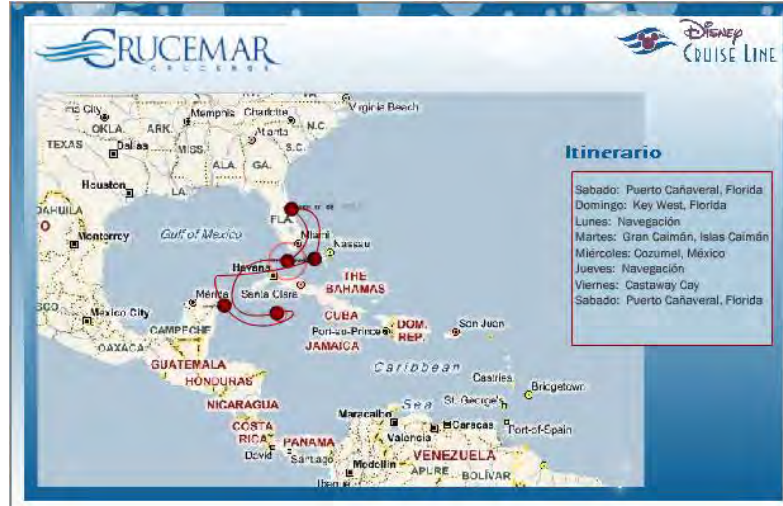 CRUCEMAR
CRUCEROS
Disney
CRUISE LINE
Itinerario
Sabado: Puerto Cañaveral, Florida
Domingo: Key West, Florida
Lunes: Navegación
Martes: Gran Caimán, Islas Caimán
Miércoles: Cozumel, México
Jueves: Navegación
Viernes: Castaway Cay
Sabado: Puerto Cañaveral, Florida
City
Memphis
Charlotte
Virginia Beach
OKLA.
ARK.
N.C.
Atlanta
TEXAS
Dallas
MISS.
S.C.
ALA.
GA.
Houston
LA.
FLA.
Monterrey
Gulf of Mexico
Miami
Nassau
Havana
THE
BAHAMAS
Mérica
Santa Clara
CUBA
Mexico City
CAMPECHE
Port-au-Prince
DOM.
REP.
San Juan
OAXACA
JAMAICA
GUATEMALA
Caribbean
HONDURAS
Castries
Bridgetown
NICARAGUA
Sea
St. George's
Maracaibo
COSTA
RICA
Caracas
Port-of-Spain
PANAMA
Valencia
David
Santiago
Medellin
VENEZUELA
APURE
BOLÍVAR
Ibague